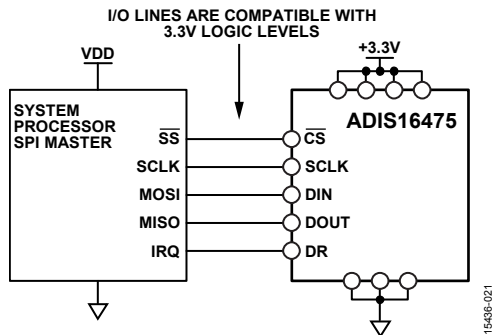 I/O LINES ARE COMPATIBLE WITH
3.3V LOGIC LEVELS
VDD
+3.3V
SYSTEM
PROCESSOR
SPI MASTER
ADIS16475
SS
CS
SCLK
SCLK
MOSI
DIN
MISO
DOUT
IRQ
DR
15436-021